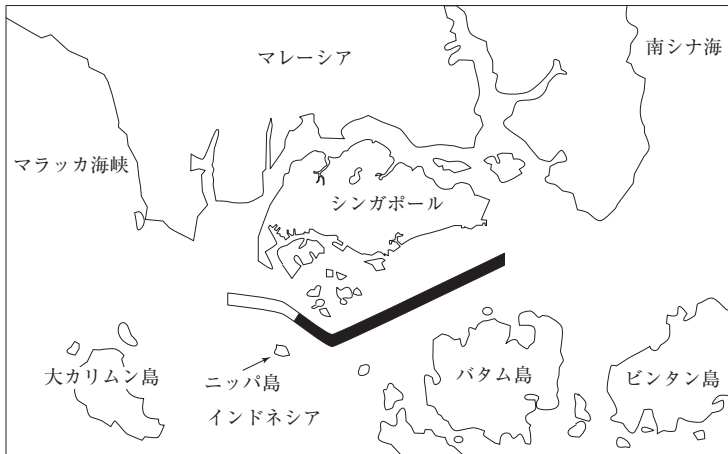 南シナ海
マレーシア
マラッカ海峡
シンガポール
大カリムン島
ニッパ島
バタム島
ビンタン島
インドネシア